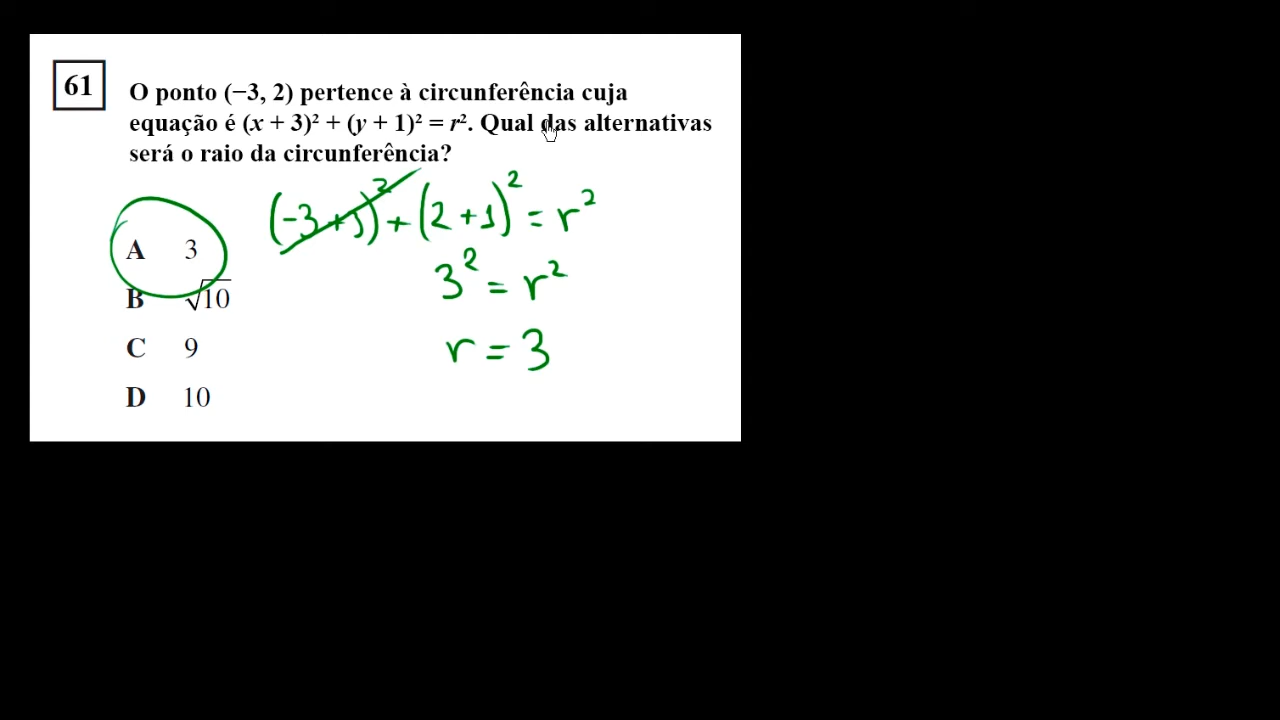 61
O ponto (−3, 2) pertence à circunferência cuja
equação é (x + 3)² + (y + 1)² = r². Qual das alternativas
será o raio da circunferência?
(-3+3)² + (2+1)² = r²
3² = r²
r = 3
A 3
B √10
C 9
D 10